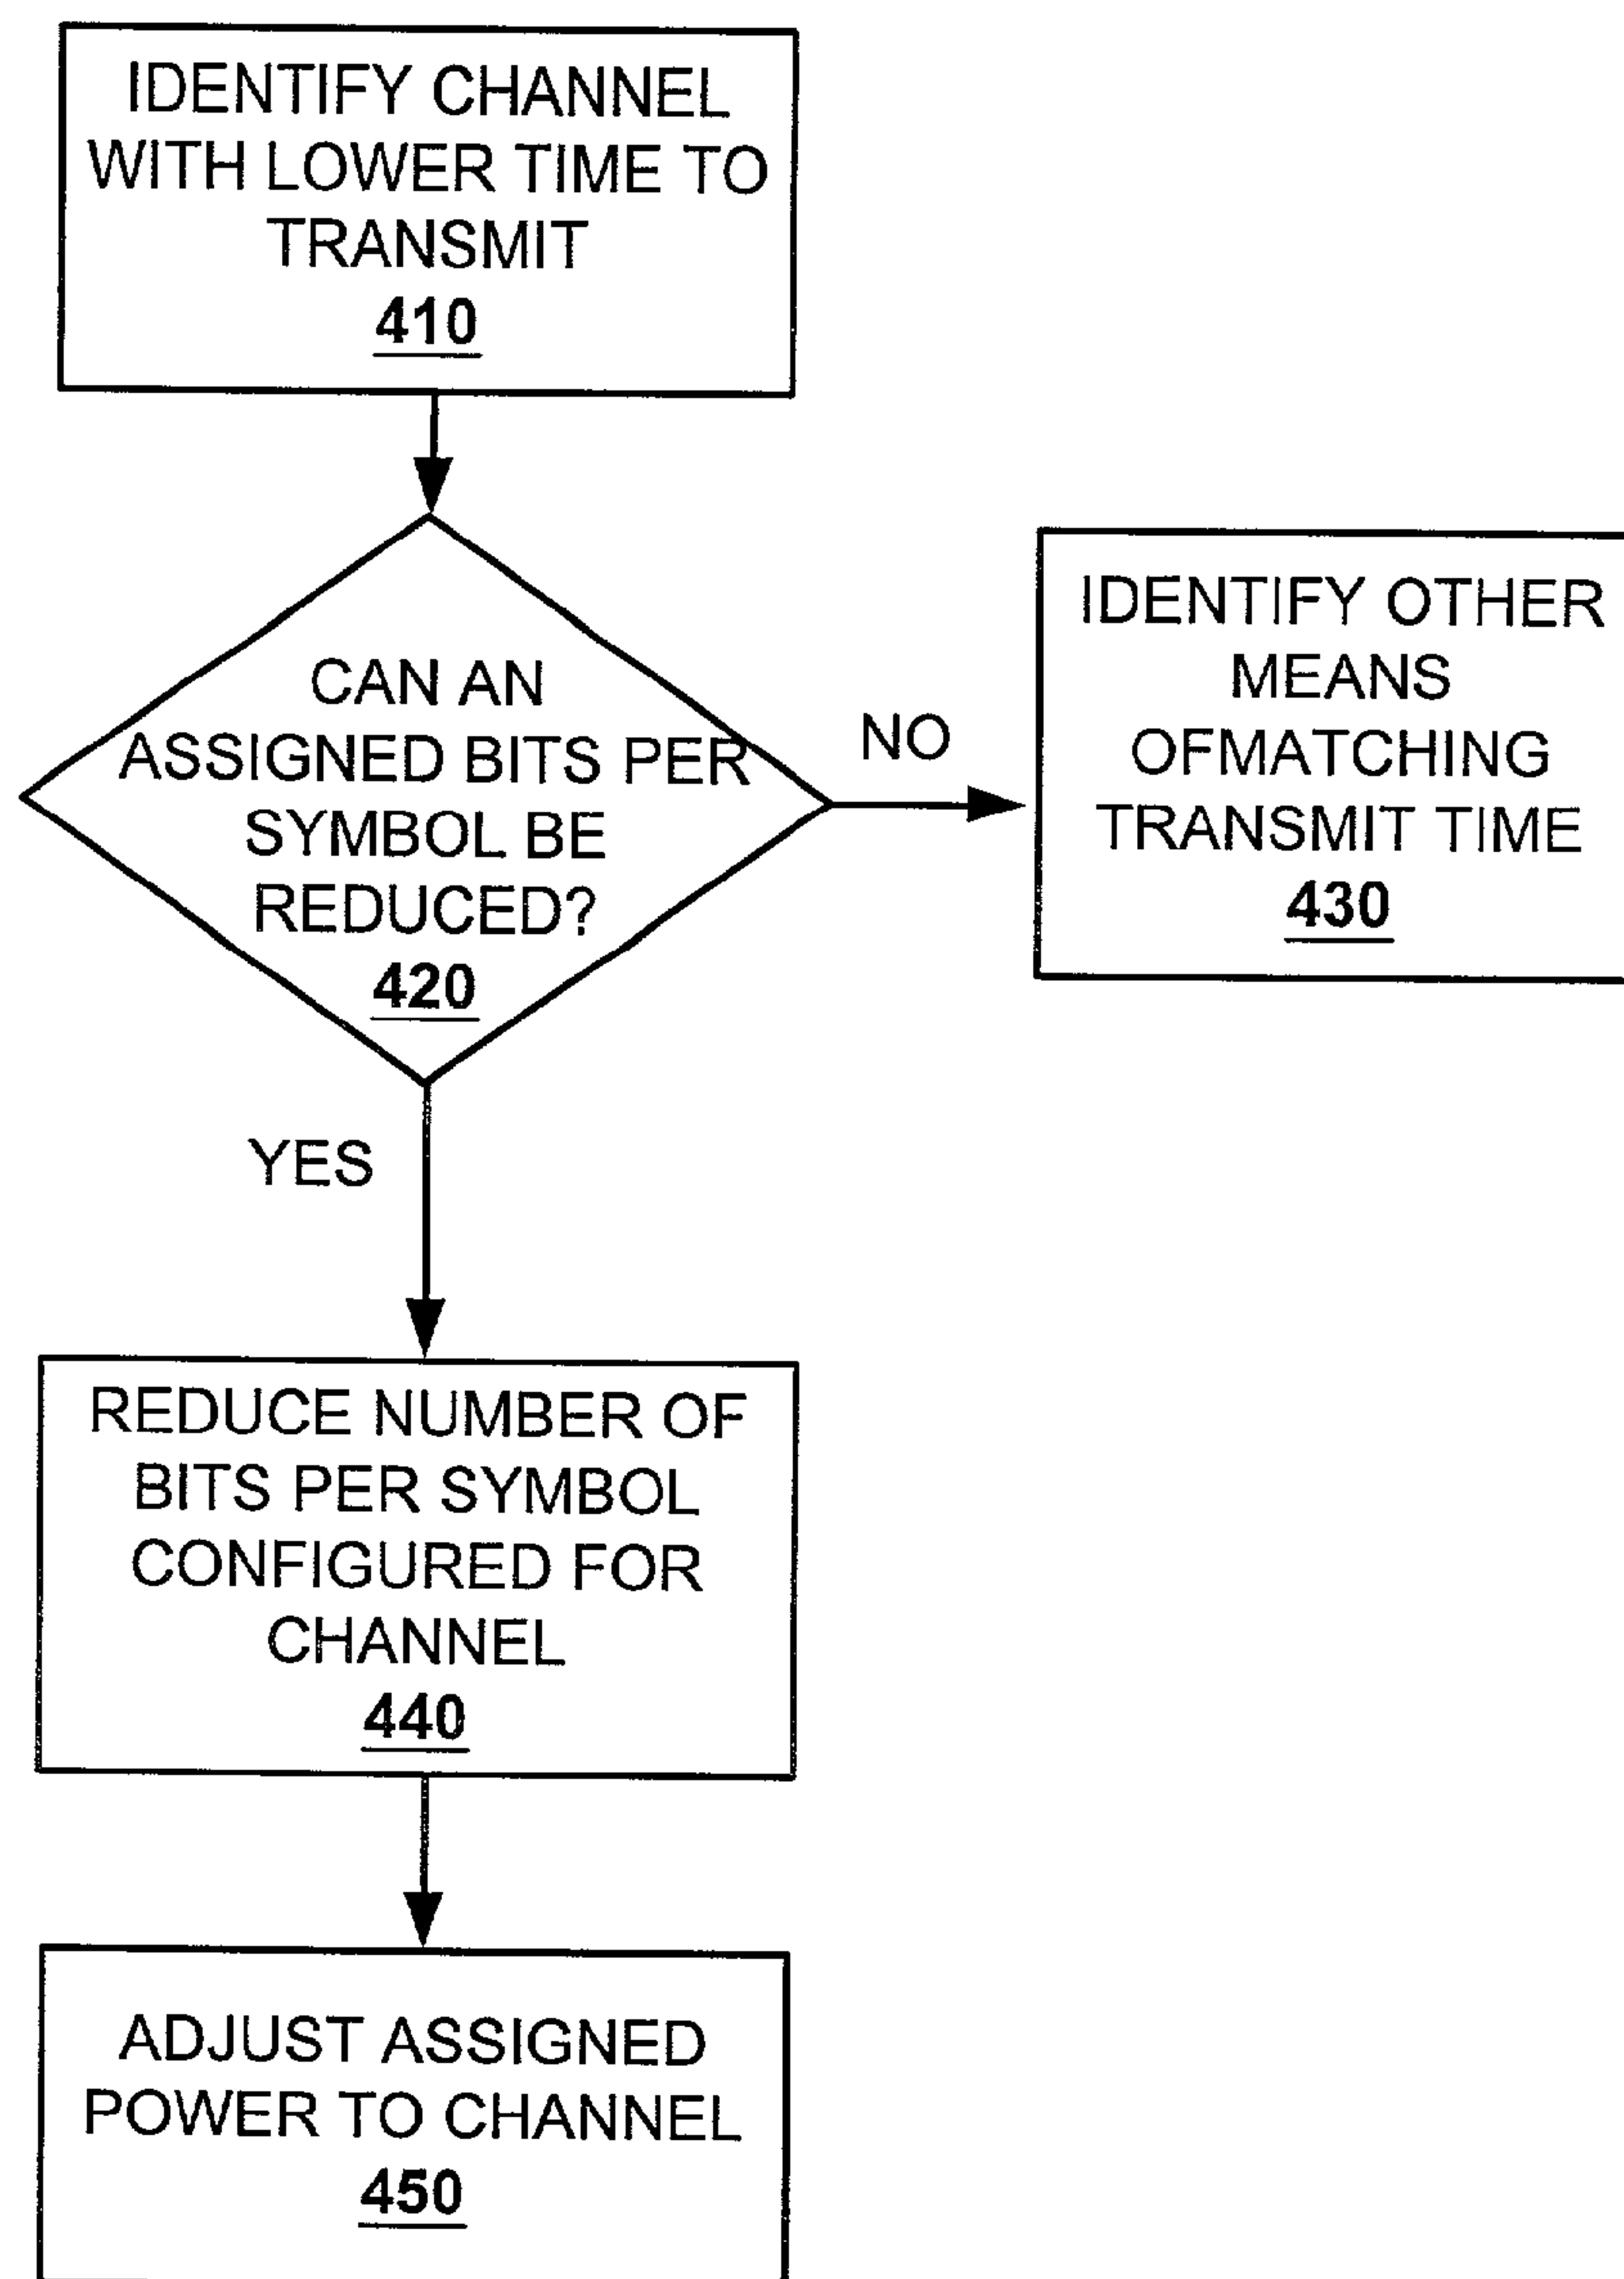 IDENTIFY CHANNEL
WITH LOWER TIME TO
TRANSMIT
410
CAN AN
ASSIGNED BITS PER
SYMBOL BE
REDUCED?
420
NO
IDENTIFY OTHER
MEANS
OFMATCHING
TRANSMIT TIME
430
YES
REDUCE NUMBER OF
BITS PER SYMBOL
CONFIGURED FOR
CHANNEL
440
ADJUST ASSIGNED
POWER TO CHANNEL
450